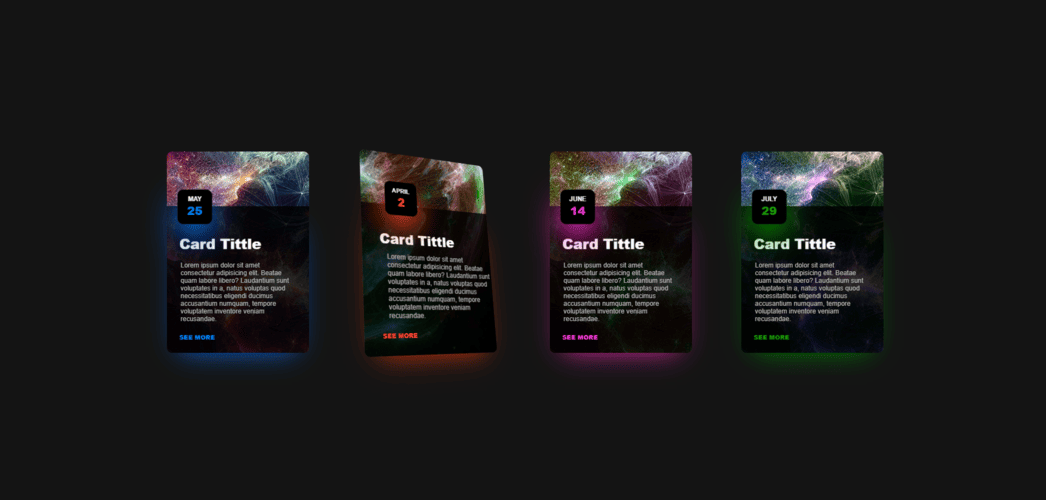 MAY
25
Card Tittle
Lorem ipsum dolor sit amet
consectetur adipisicing elit. Beatae
quam labore libero? Laudantium sunt
voluptates in a, natus voluptas quod
necessitatibus eligendi ducimus
accusantium numquam, tempore
voluptatem inventore veniam
recusandae.
SEE MORE
APRIL
2
Card Tittle
Lorem ipsum dolor sit amet
consectetur adipisicing elit. Beatae
quam labore libero? Laudantium sunt
voluptates in a, natus voluptas quod
necessitatibus eligendi ducimus
accusantium numquam, tempore
voluptatem inventore veniam
recusandae.
SEE MORE
JUNE
14
Card Tittle
Lorem ipsum dolor sit amet
consectetur adipisicing elit. Beatae
quam labore libero? Laudantium sunt
voluptates in a, natus voluptas quod
necessitatibus eligendi ducimus
accusantium numquam, tempore
voluptatem inventore veniam
recusandae.
SEE MORE
JULY
29
Card Tittle
Lorem ipsum dolor sit amet
consectetur adipisicing elit. Beatae
quam labore libero? Laudantium sunt
voluptates in a, natus voluptas quod
necessitatibus eligendi ducimus
accusantium numquam, tempore
voluptatem inventore veniam
recusandae.
SEE MORE